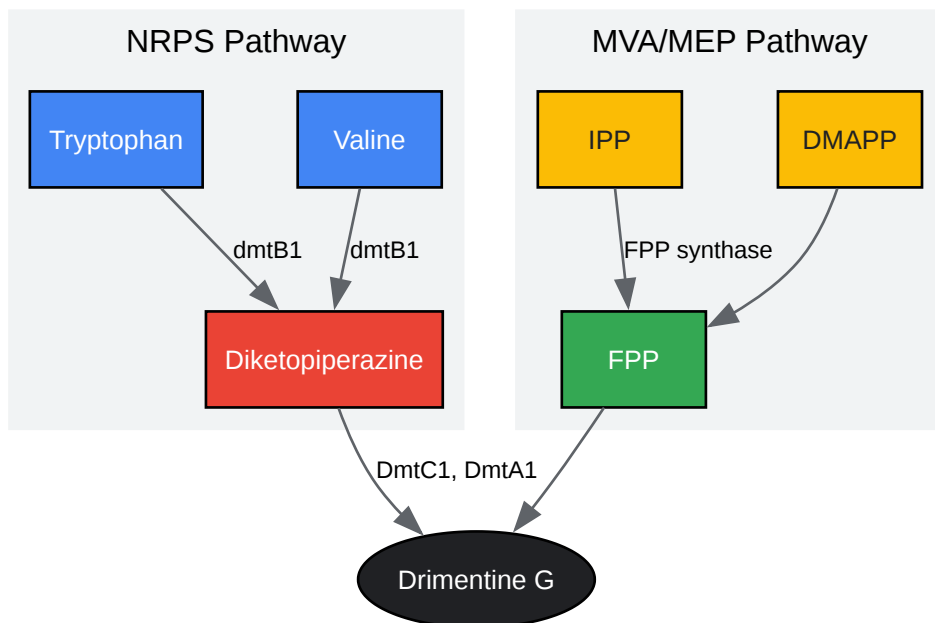 NRPS Pathway
MVA/MEP Pathway
Tryptophan
Valine
IPP
DMAPP
dmtB1
dmtB1
FPP synthase
Diketopiperazine
FPP
DmtC1, DmtA1
Drimentine G